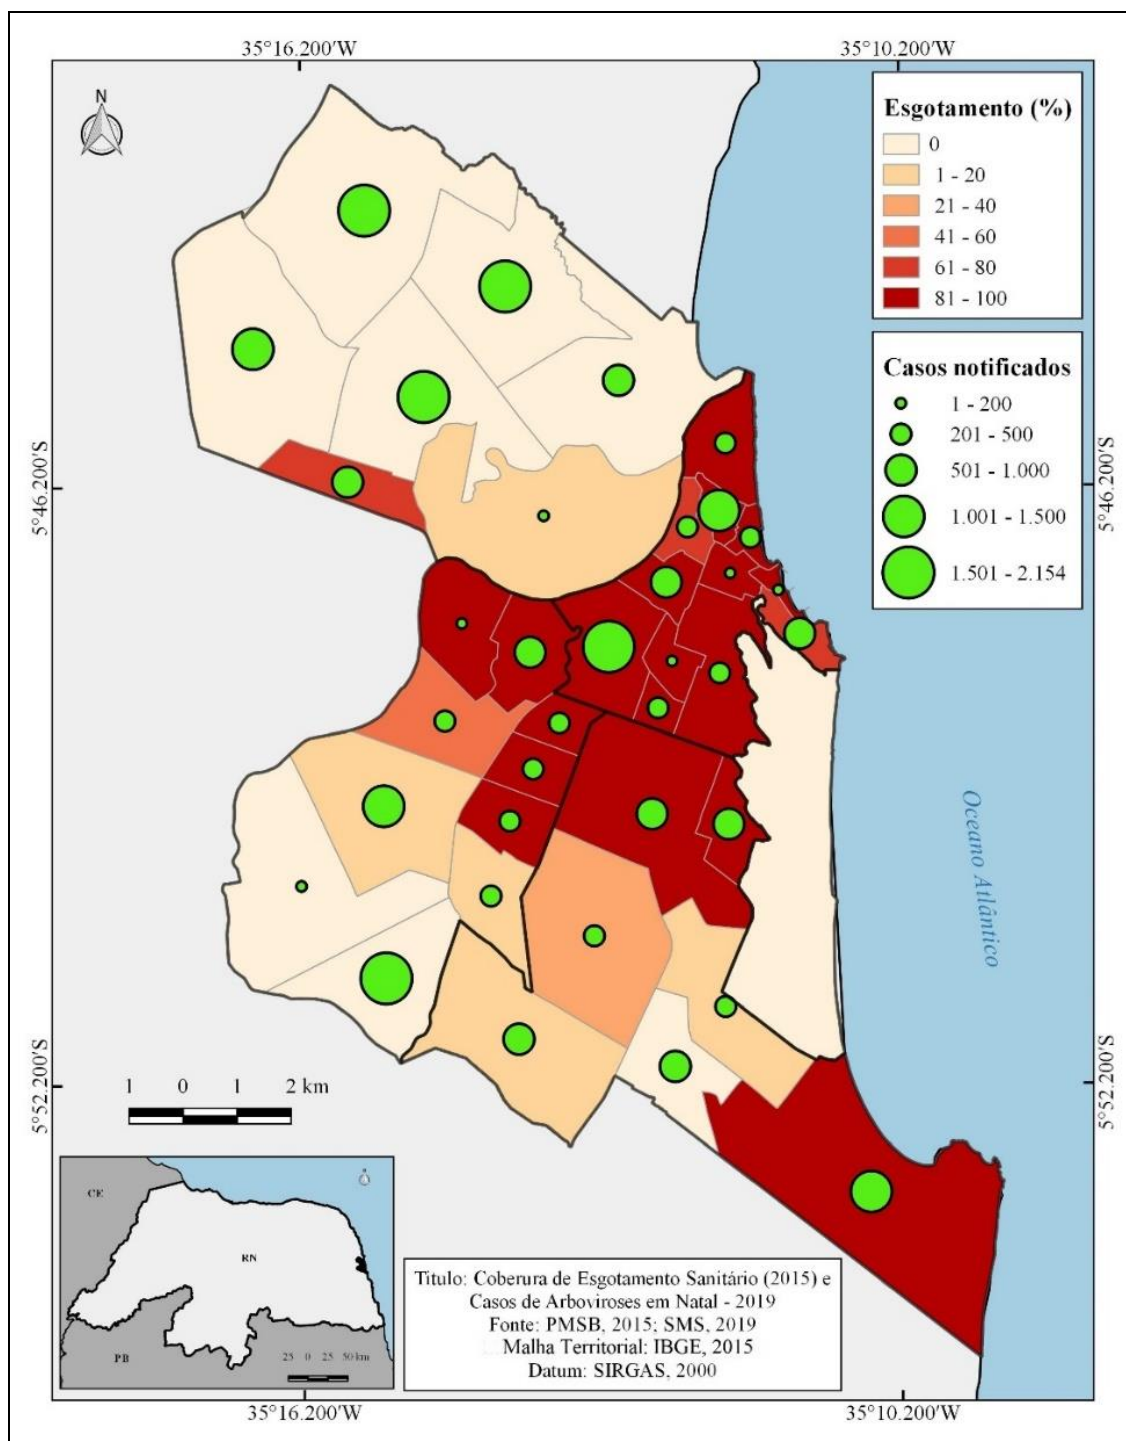 35°16.200'W
35°10.200'W
N
Esgotamento (%)
0
1 - 20
21 - 40
41 - 60
61 - 80
81 - 100
Casos notificados
1 - 200
201 - 500
501 - 1.000
1.001 - 1.500
1.501 - 2.154
5°46.200'S
5°46.200'S
Oceano Atlântico
5°52.200'S
5°52.200'S
1 0 1 2 km
CE
RN
PB
25 0 25 50 km
Titulo: Coberura de Esgotamento Sanitário (2015) e
Casos de Arboviroses em Natal - 2019
Fonte: PMSB, 2015; SMS, 2019
Malha Territorial: IBGE, 2015
Datum: SIRGAS, 2000
35°16.200'W
35°10.200'W